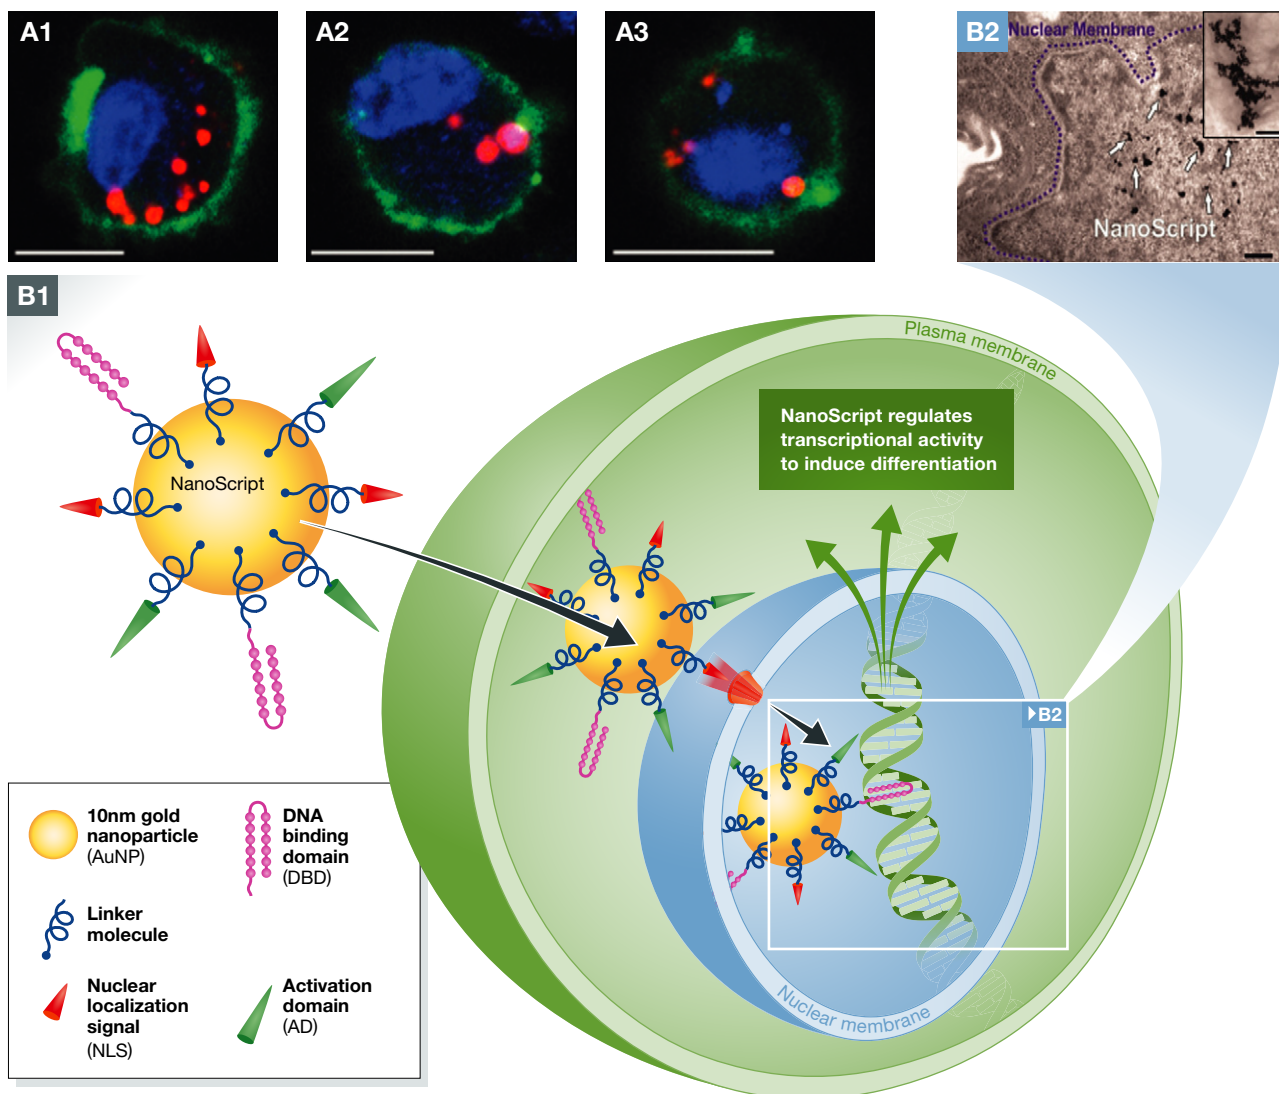 A1
A2
A3
B2
Nuclear Membrane
NanoScript
B1
NanoScript
Plasma membrane
NanoScript regulates
transcriptional activity
to induce differentiation
B2
Nuclear membrane
10nm gold
nanoparticle
(AuNP)
DNA
binding
domain
(DBD)
Linker
molecule
Nuclear
localization
signal
(NLS)
Activation
domain
(AD)